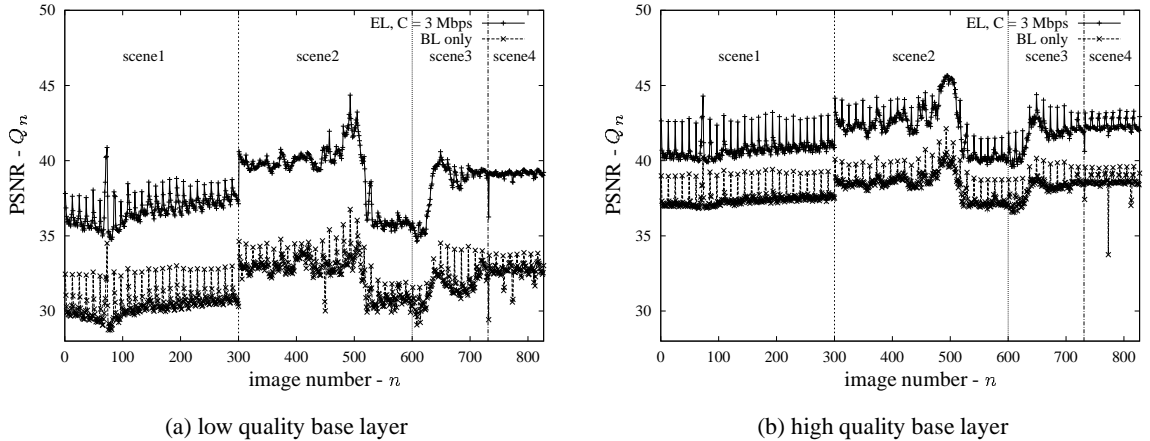 50
45
40
35
30
PSNR - Qn
EL, C = 3 Mbps
BL only
scene1
scene2
scene3
scene4
0 100 200 300 400 500 600 700 800
image number - n
(a) low quality base layer
50
45
40
35
30
PSNR - Qn
EL, C = 3 Mbps
BL only
scene1
scene2
scene3
scene4
0 100 200 300 400 500 600 700 800
image number - n
(b) high quality base layer